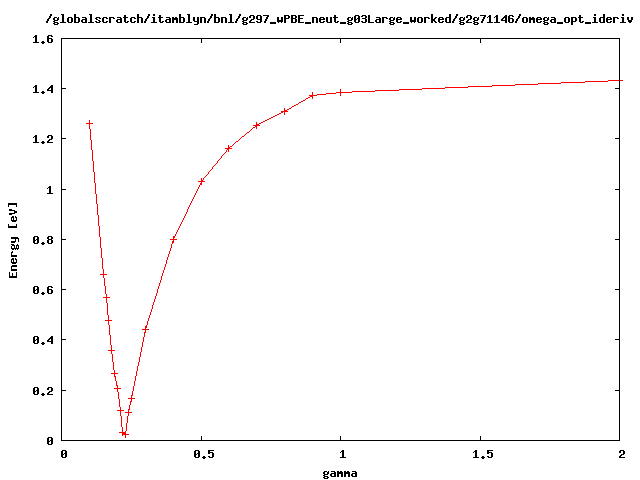 /globalscratch/itamblyn/bnl/g297_wPBE_neut_g03Large_worked/g2g71146/omega_opt_ideriv
1.6
1.4
1.2
1
0.8
0.6
0.4
0.2
0
Energy [eV]
0 0.5 1 1.5 2
gamma